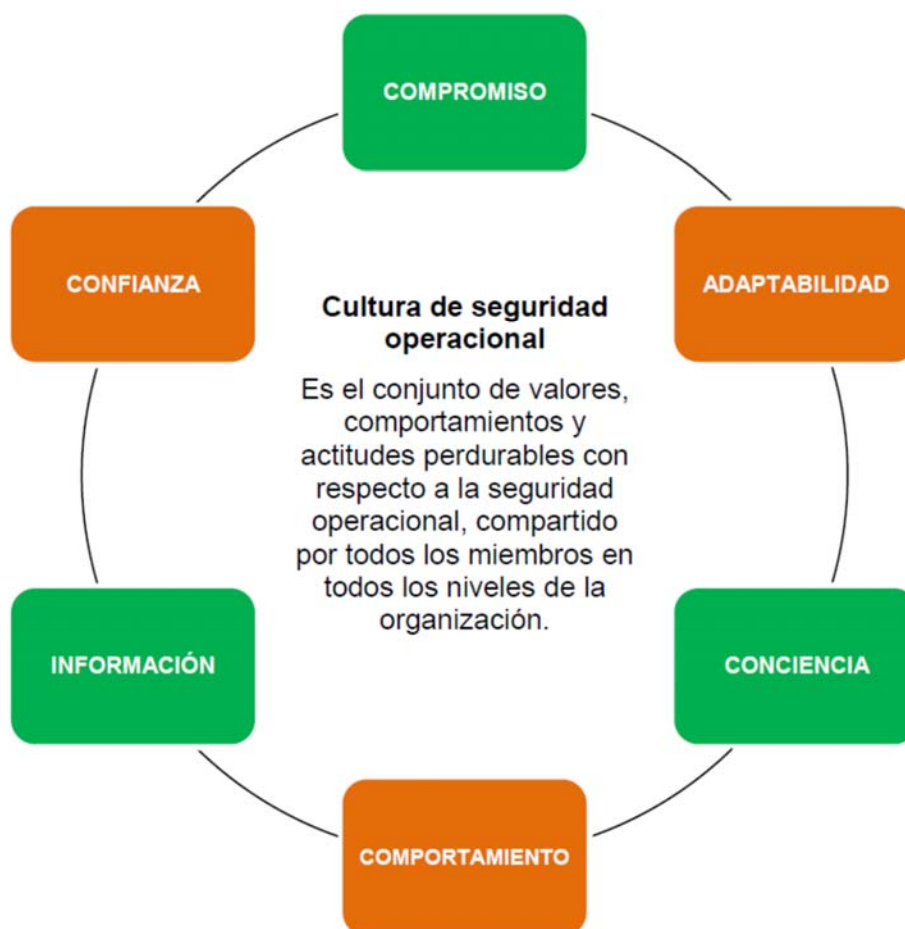 COMPROMISO
CONFIANZA
ADAPTABILIDAD
Cultura de seguridad
operacional
Es el conjunto de valores,
comportamientos y
actitudes perdurables con
respecto a la seguridad
operacional, compartido
por todos los miembros en
todos los niveles de la
organización.
INFORMACIÓN
CONCIENCIA
COMPORTAMIENTO